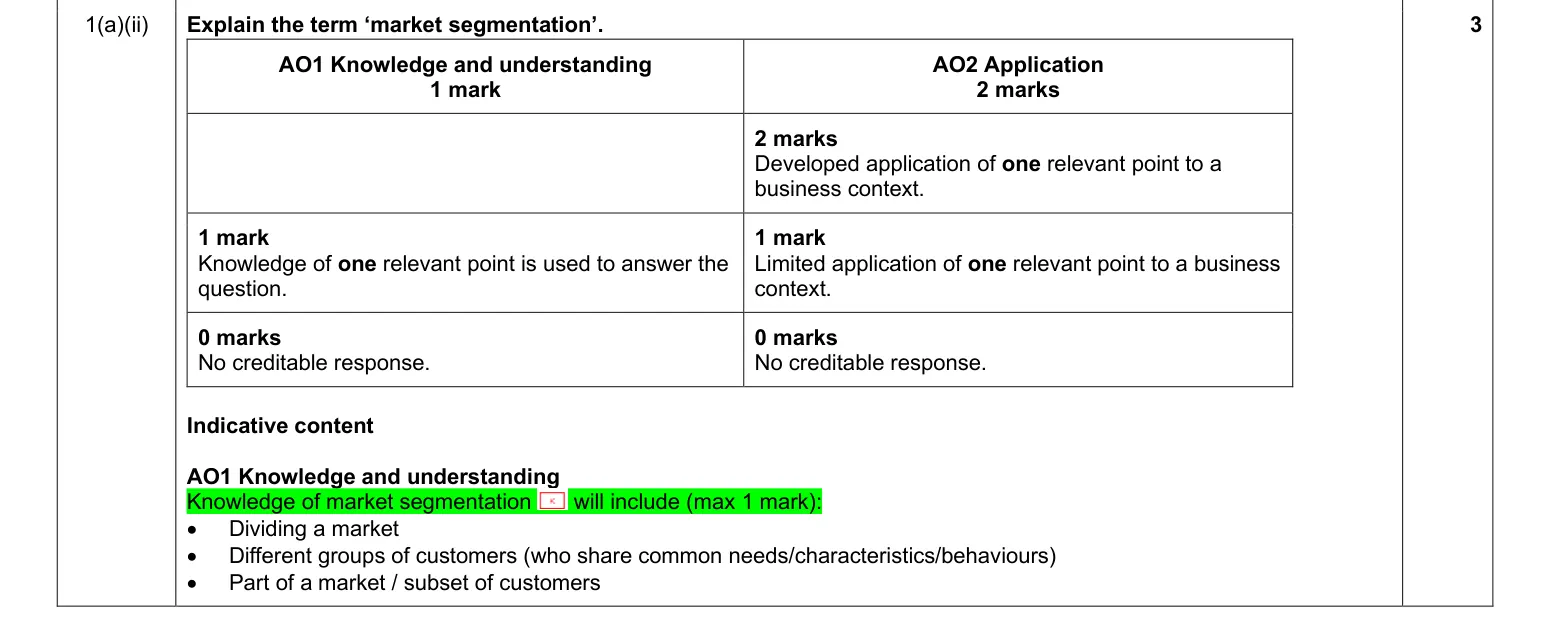 1(a)(ii) Explain the term ‘market segmentation’. 3
AO1 Knowledge and understanding
1 mark
AO2 Application
2 marks
2 marks
Developed application of one relevant point to a
business context.
1 mark
Knowledge of one relevant point is used to answer the
question.
1 mark
Limited application of one relevant point to a business
context.
0 marks
No creditable response.
0 marks
No creditable response.
Indicative content
AO1 Knowledge and understanding
Knowledge of market segmentation K will include (max 1 mark):
• Dividing a market
• Different groups of customers (who share common needs/characteristics/behaviours)
• Part of a market / subset of customers